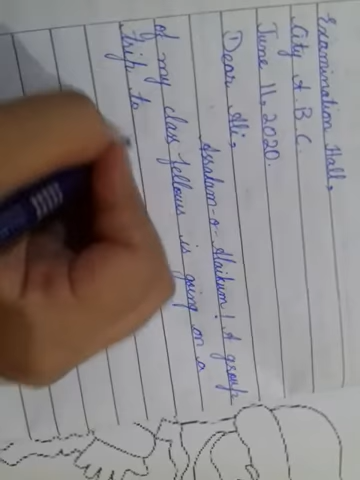 Examination Hall,
City A.B.C.
June 11, 2020.
Dear Ali,
Assalam-o-Alaikum! A group
of my class fellows is going on a
trip to